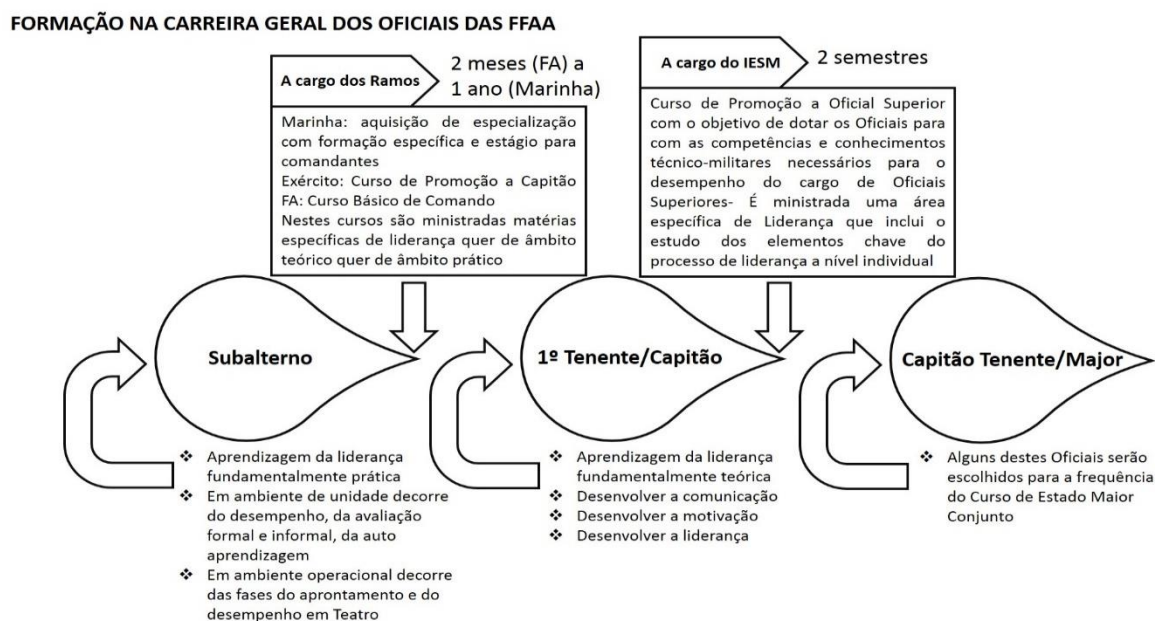 FORMAÇÃO NA CARREIRA GERAL DOS OFICIAIS DAS FFAA
A cargo dos Ramos
2 meses (FA) a
1 ano (Marinha)
Marinha: aquisição de especialização
com formação específica e estágio para
comandantes
Exército: Curso de Promoção a Capitão
FA: Curso Básico de Comando
Nestes cursos são ministradas matérias
específicas de liderança quer de âmbito
teórico quer de âmbito prático
A cargo do IESM
2 semestres
Curso de Promoção a Oficial Superior
com o objetivo de dotar os Oficiais para
com as competências e conhecimentos
técnico-militares necessários para o
desempenho do cargo de Oficiais
Superiores- É ministrada uma área
específica de Liderança que inclui o
estudo dos elementos chave do
processo de liderança a nível individual
Subalterno
1º Tenente/Capitão
Capitão Tenente/Major
❖ Aprendizagem da liderança
fundamentalmente prática
❖ Em ambiente de unidade decorre
do desempenho, da avaliação
formal e informal, da auto
aprendizagem
❖ Em ambiente operacional decorre
das fases do aprontamento e do
desempenho em Teatro
❖ Aprendizagem da liderança
fundamentalmente teórica
❖ Desenvolver a comunicação
❖ Desenvolver a motivação
❖ Desenvolver a liderança
❖ Alguns destes Oficiais serão
escolhidos para a frequência
do Curso de Estado Maior
Conjunto